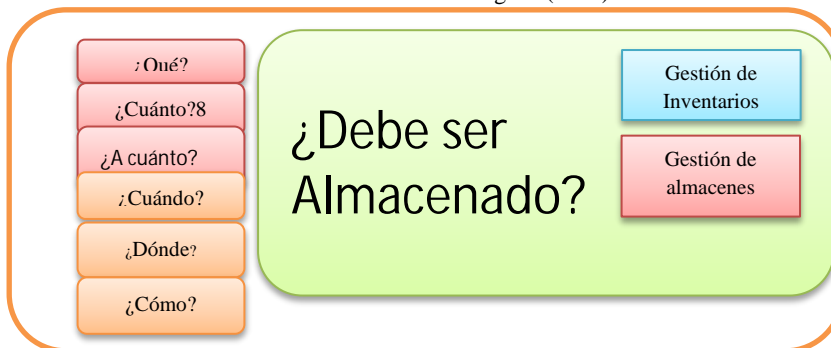 ¿Qué?
¿Cuánto?8
¿A cuánto?
¿Cuándo?
¿Dónde?
¿Cómo?
¿Debe ser
Almacenado?
Gestión de
Inventarios
Gestión de
almacenes